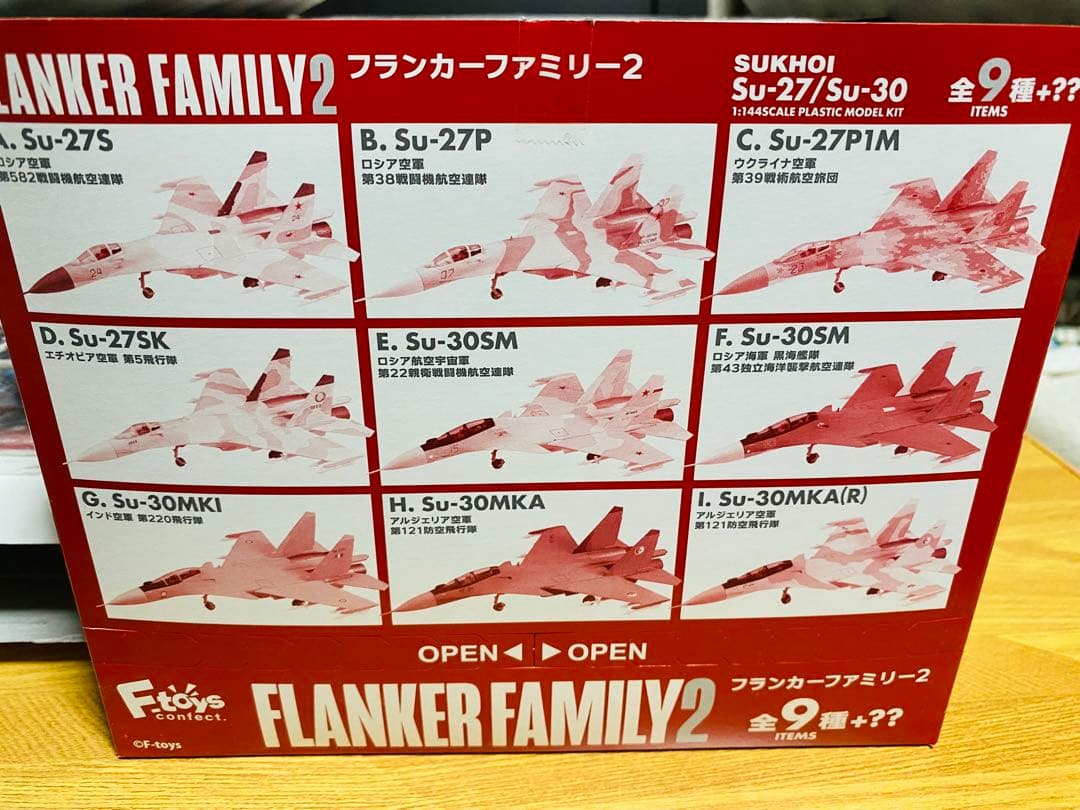 LANKER FAMILY2 フランカーファミリー2
SUKHOI
Su-27/Su-30
1:144SCALE PLASTIC MODEL KIT
全9種+??
ITEMS
A. Su-27S
ロシア空軍
第582戦闘機航空連隊
24
24
B. Su-27P
ロシア空軍
第38戦闘機航空連隊
37
37
C. Su-27P1M
ウクライナ空軍
第39戦術航空旅団
23
D. Su-27SK
エチオピア空軍 第5飛行隊
E. Su-30SM
ロシア航空宇宙軍
第22親衛戦闘機航空連隊
F. Su-30SM
ロシア海軍 黒海艦隊
第43独立海洋襲撃航空連隊
G. Su-30MKI
インド空軍 第220飛行隊
H. Su-30MKA
アルジェリア空軍
第121防空飛行隊
I. Su-30MKA(R)
アルジェリア空軍
第121防空飛行隊
OPEN◀ ▶OPEN
F-toys
confect.
©F-toys
FLANKER FAMILY2
フランカーファミリー2
全9種+??
ITEMS